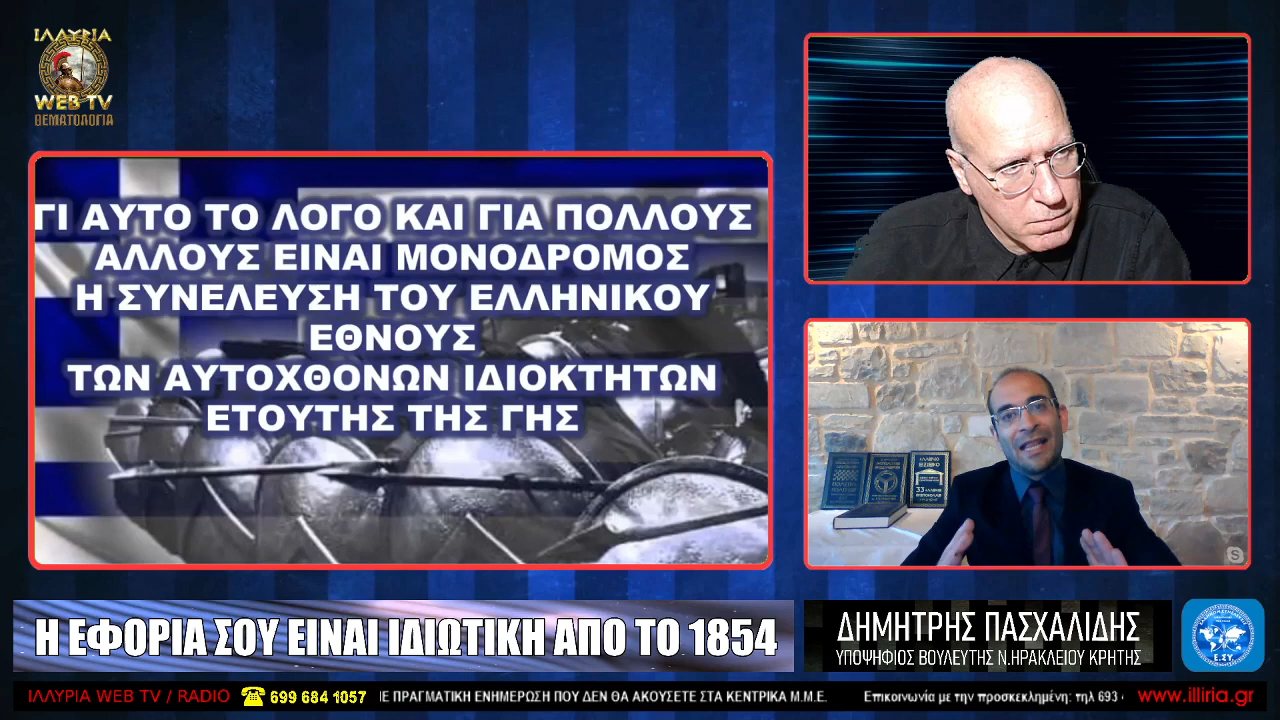 ΙΛΛΥΡΙΑ
WEB TV
ΘΕΜΑΤΟΛΟΓΙΑ
ΓΙ ΑΥΤΟ ΤΟ ΛΟΓΟ ΚΑΙ ΓΙΑ ΠΟΛΛΟΥΣ
ΑΛΛΟΥΣ ΕΙΝΑΙ ΜΟΝΟΔΡΟΜΟΣ
Η ΣΥΝΕΛΕΥΣΗ ΤΟΥ ΕΛΛΗΝΙΚΟΥ
ΕΘΝΟΥΣ
ΤΩΝ ΑΥΤΟΧΘΟΝΩΝ ΙΔΙΟΚΤΗΤΩΝ
ΕΤΟΥΤΗΣ ΤΗΣ ΓΗΣ
S
Η ΕΦΟΡΙΑ ΣΟΥ ΕΙΝΑΙ ΙΔΙΩΤΙΚΗ ΑΠΟ ΤΟ 1854
ΔΗΜΗΤΡΗΣ ΠΑΣΧΑΛΙΔΗΣ
ΥΠΟΨΗΦΙΟΣ ΒΟΥΛΕΥΤΗΣ Ν.ΗΡΑΚΛΕΙΟΥ ΚΡΗΤΗΣ
Ε.ΣΥ
ΙΛΛΥΡΙΑ WEB TV / RADIO 699 684 1057 ΙΕ ΠΡΑΓΜΑΤΙΚΗ ΕΝΗΜΕΡΩΣΗ ΠΟΥ ΔΕΝ ΘΑ ΑΚΟΥΣΕΤΕ ΣΤΑ ΚΕΝΤΡΙΚΑ Μ.Μ.Ε. Επικοινωνία με την προσκεκλημένη: τηλ 693 www.illiria.gr